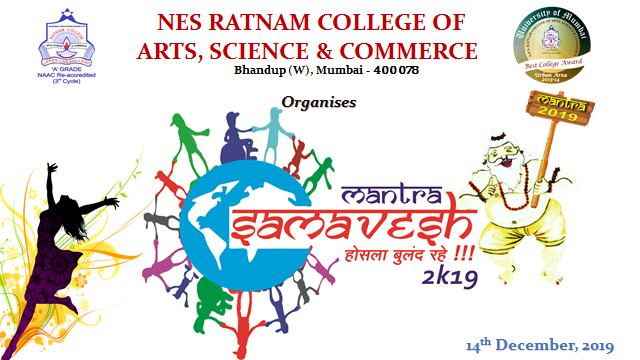 NES RATNAM COLLEGE OF
ARTS, SCIENCE & COMMERCE
Bhandup (W), Mumbai - 400078
'A' GRADE
NAAC Re-accredited
(3rd Cycle)
University of Mumbai
Best College Award
Urban Area
2013-14
Organises
mantra
2019
mantra
samavesh
होसला बुलंद रहे !!!
2k19
14th December, 2019